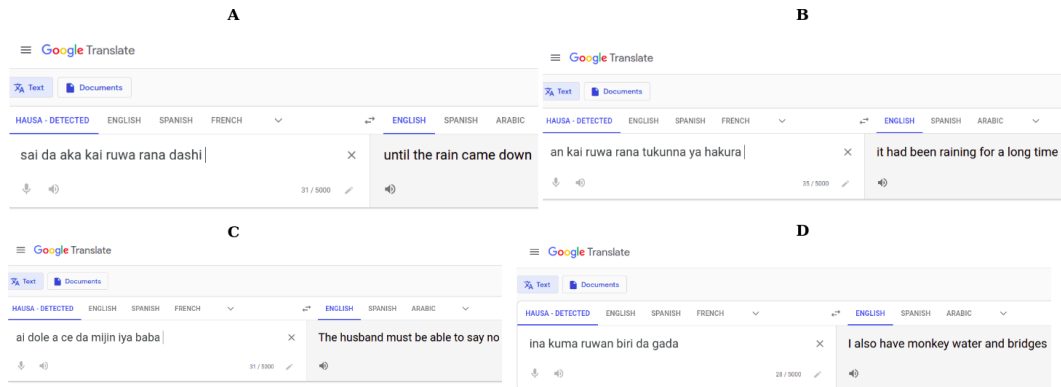 A
Google Translate
Text Documents
HAUSA - DETECTED ENGLISH SPANISH FRENCH ENGLISH SPANISH ARABIC
sai da aka kai ruwa rana dashi until the rain came down
31 / 5000
B
Google Translate
Text Documents
HAUSA - DETECTED ENGLISH SPANISH FRENCH ENGLISH SPANISH ARABIC
an kai ruwa rana tukunna ya hakura it had been raining for a long time
35 / 5000
C
Google Translate
Text Documents
HAUSA - DETECTED ENGLISH SPANISH FRENCH ENGLISH SPANISH ARABIC
ai dole a ce da mijin iya baba The husband must be able to say no
31 / 5000
D
Google Translate
Text Documents
HAUSA - DETECTED ENGLISH SPANISH FRENCH ENGLISH SPANISH ARABIC
ina kuma ruwan biri da gada I also have monkey water and bridges
28 / 5000